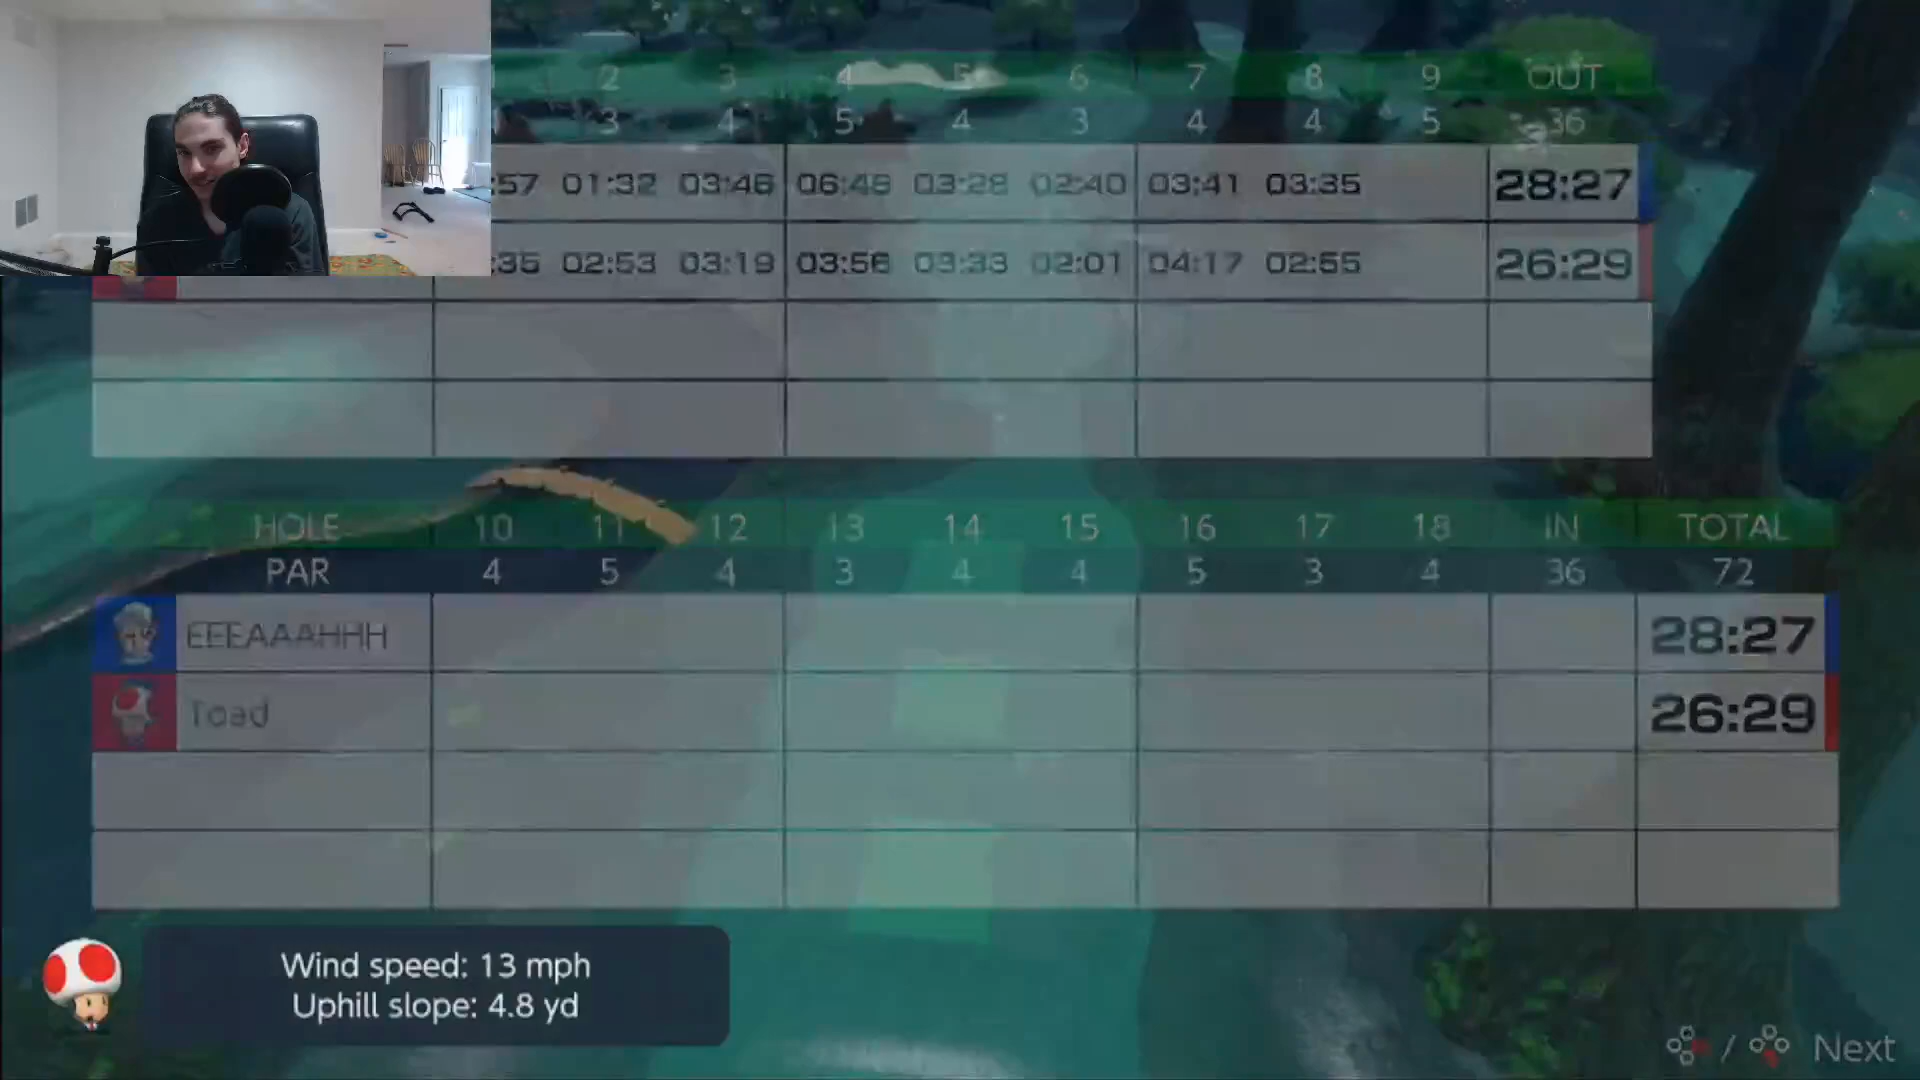 2 3 4 5 6 7 8 9 OUT
3 4 5 4 3 4 4 5 36
:57 01:32 03:46 06:48 03:28 02:40 03:41 03:35 28:27
:35 02:53 03:19 03:56 03:33 02:01 04:17 02:55 26:29
HOLE 10 11 12 13 14 15 16 17 18 IN TOTAL
PAR 4 5 4 3 4 4 5 3 4 36 72
EEEAAAHHH 28:27
Toad 26:29
Wind speed: 13 mph
Uphill slope: 4.8 yd
/ Next